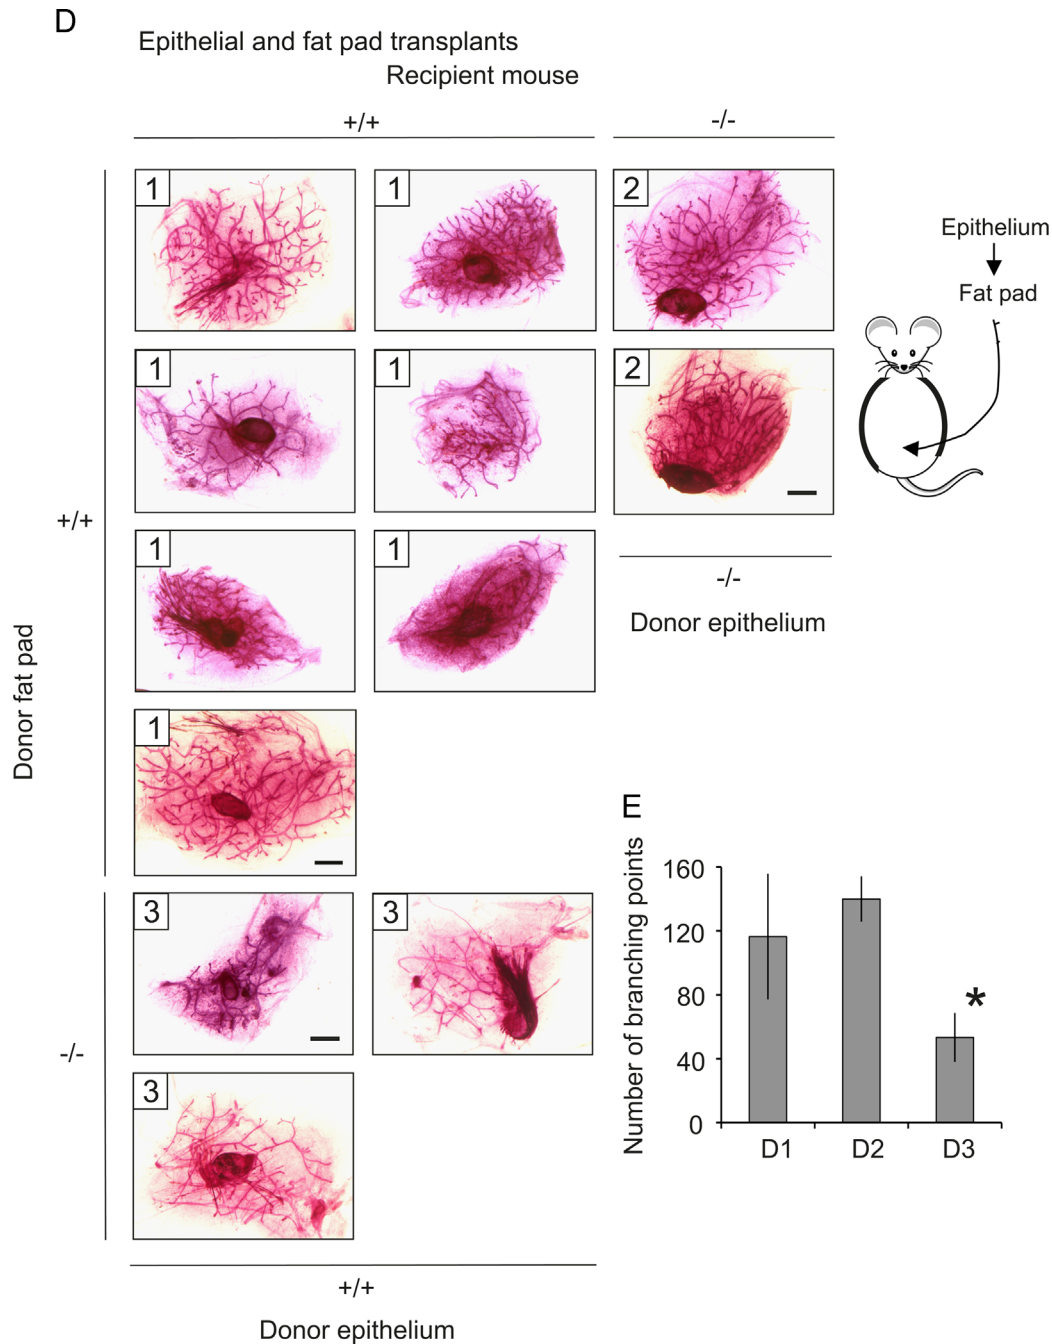 D
Epithelial and fat pad transplants
Recipient mouse
+/+
-/-
1
1
2
Epithelium
Fat pad
1
1
2
+/+
1
1
-/-
Donor epithelium
Donor fat pad
1
3
3
-/-
3
+/+
Donor epithelium
E
Number of branching points
160
120
80
40
0
*
D1
D2
D3